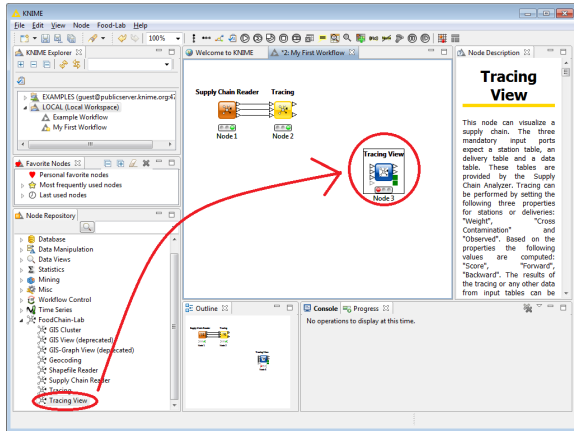 KNIME
File Edit View Node Food-Lab Help
100%
KNIME Explorer
Welcome to KNIME
*2: My First Workflow
Node Description
EXAMPLES (guest@publicserver.knime.org:47
LOCAL (Local Workspace)
Example Workflow
My First Workflow
Favorite Nodes
Personal favorite nodes
Most frequently used nodes
Last used nodes
Node Repository
Database
Data Manipulation
Data Views
Statistics
Mining
Misc
Workflow Control
Time Series
FoodChain-Lab
GIS Cluster
GIS View (deprecated)
GIS-Graph View (deprecated)
Geocoding
Shapefile Reader
Supply Chain Reader
Tracing
Tracing View
Supply Chain Reader
Tracing
Node 1
Node 2
Tracing View
Node 3
Tracing
View
This node can visualize a
supply chain. The three
mandatory input ports
expect a station table, an
delivery table and a data
table. These tables are
provided by the Supply
Chain Analyzer. Tracing can
be performed by setting the
following three properties
for stations or deliveries:
"Weight", "Cross
Contamination" and
"Observed". Based on the
properties the following
values are computed:
"Score", "Forward",
"Backward". The results of
the tracing or any other data
from input tables can be
Outline
Console
Progress
No operations to display at this time.